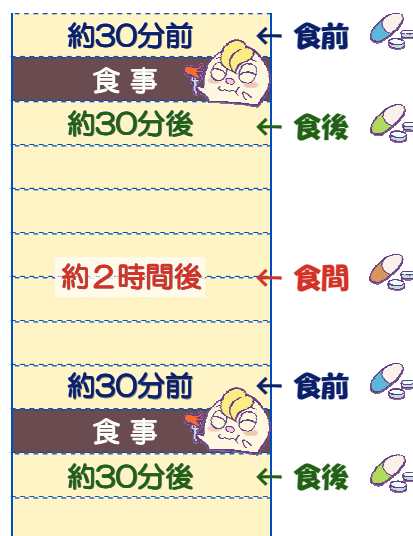 約30分前 ← 食前
食事
約30分後 ← 食後
約2時間後 ← 食間
約30分前 ← 食前
食事
約30分後 ← 食後